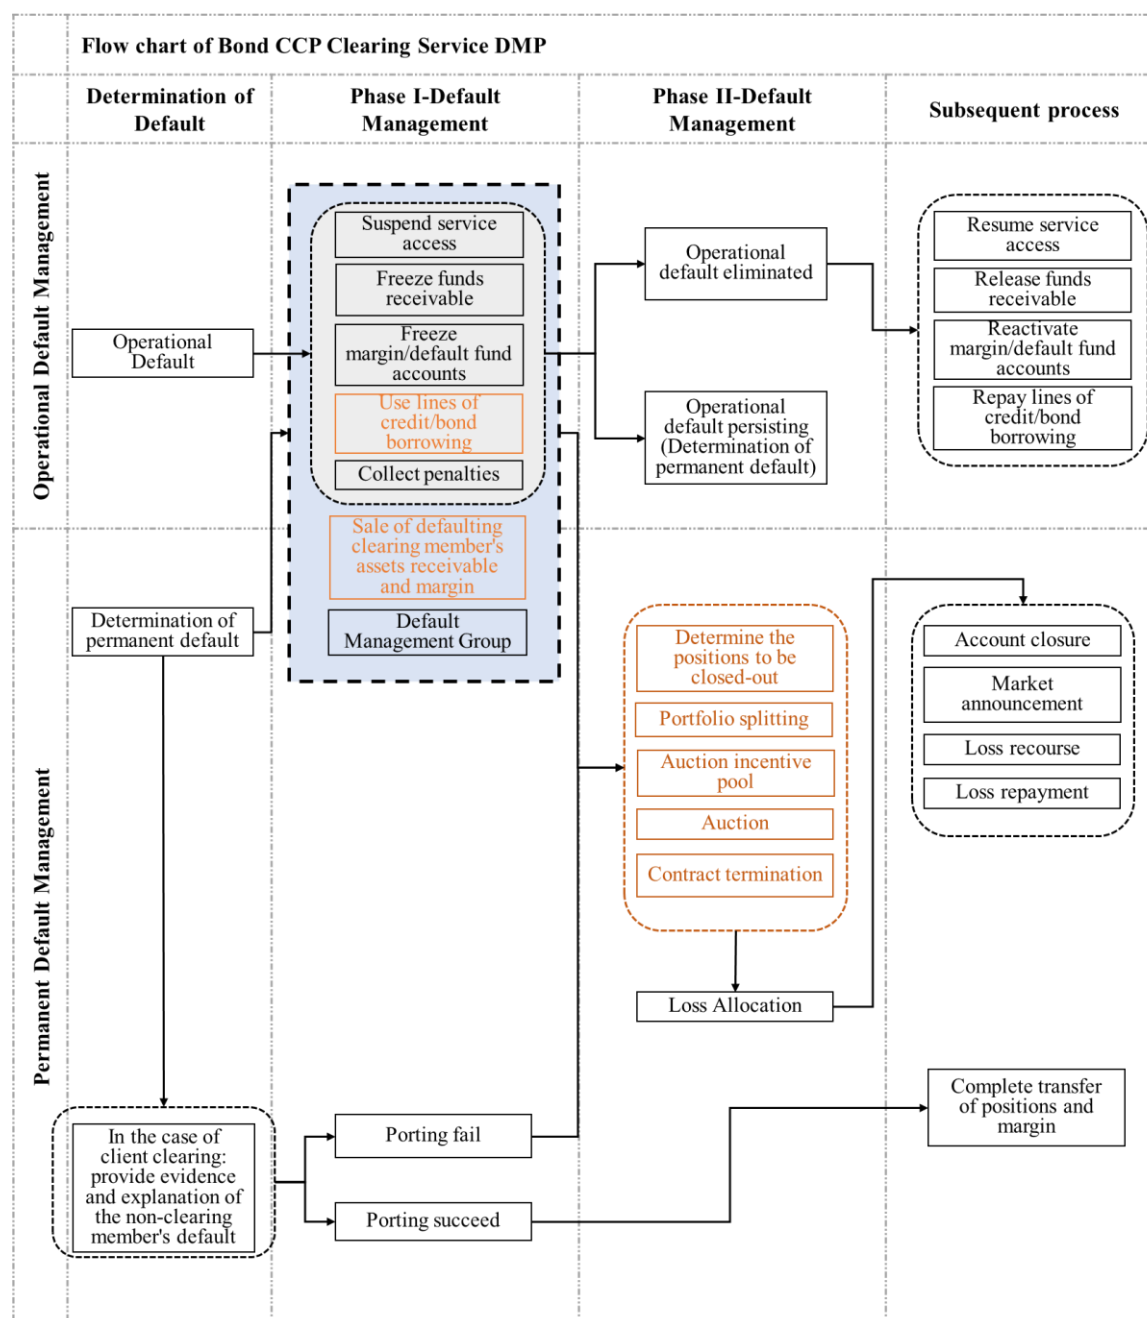 Flow chart of Bond CCP Clearing Service DMP
Determination of
Default
Phase I-Default
Management
Phase II-Default
Management
Subsequent process
Operational Default Management
Operational
Default
Suspend service
access
Freeze funds
receivable
Freeze
margin/default fund
accounts
Use lines of
credit/bond
borrowing
Collect penalties
Operational
default eliminated
Operational
default persisting
(Determination of
permanent default)
Resume service
access
Release funds
receivable
Reactivate
margin/default fund
accounts
Repay lines of
credit/bond
borrowing
Permanent Default Management
Determination of
permanent default
Sale of defaulting
clearing member's
assets receivable
and margin
Default
Management Group
Determine the
positions to be
closed-out
Portfolio splitting
Auction incentive
pool
Auction
Contract termination
Loss Allocation
Account closure
Market
announcement
Loss recourse
Loss repayment
In the case of
client clearing:
provide evidence
and explanation of
the non-clearing
member's default
Porting fail
Porting succeed
Complete transfer
of positions and
margin